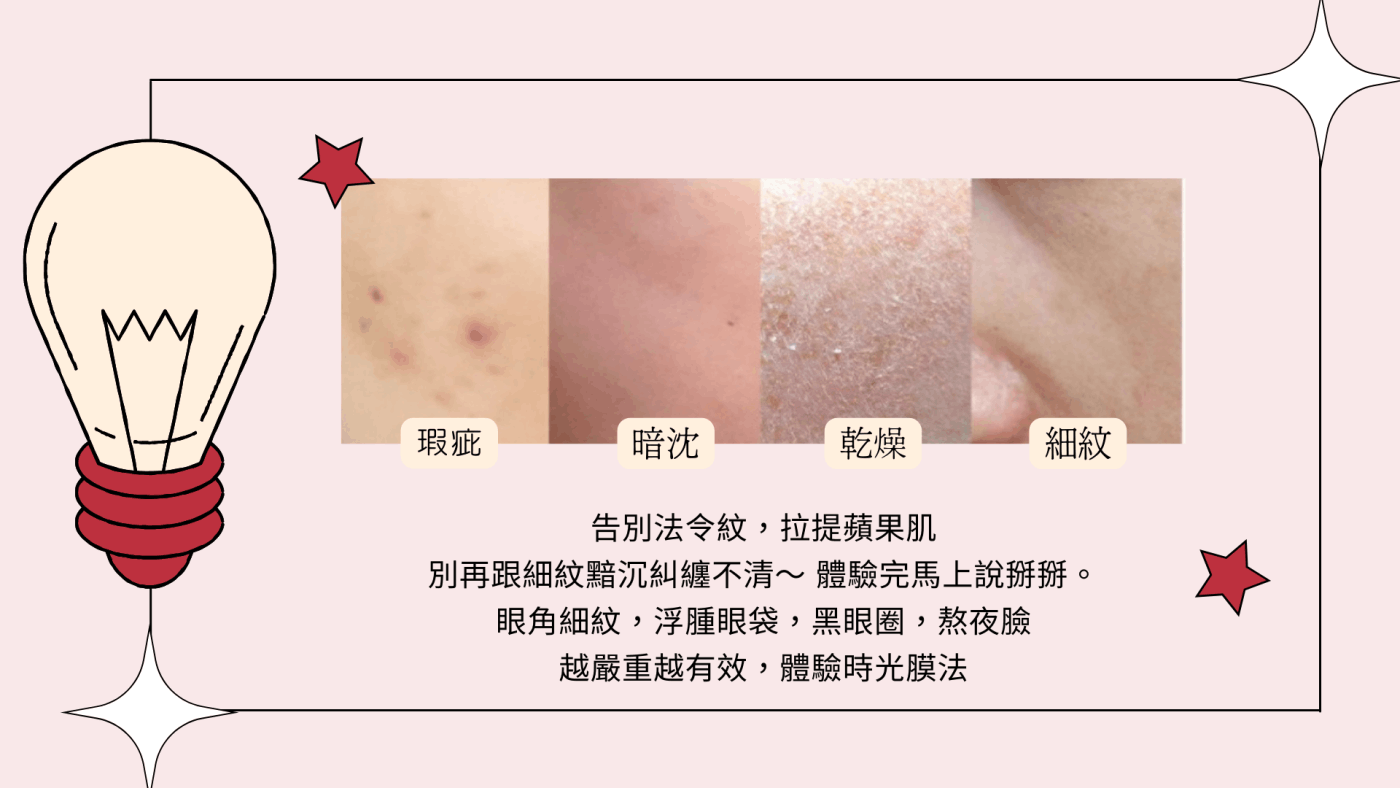 瑕疵
暗沈
乾燥
細紋
告別法令紋，拉提蘋果肌
別再跟細紋黯沉糾纏不清～ 體驗完馬上說掰掰。
眼角細紋，浮腫眼袋，黑眼圈，熬夜臉
越嚴重越有效，體驗時光膜法